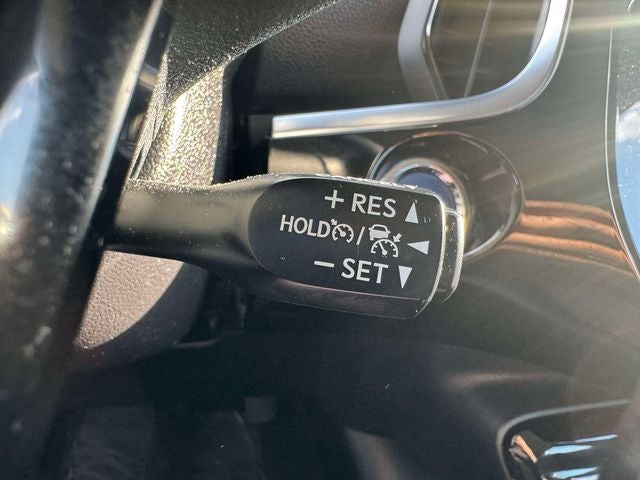 + RES
HOLD /
− SET